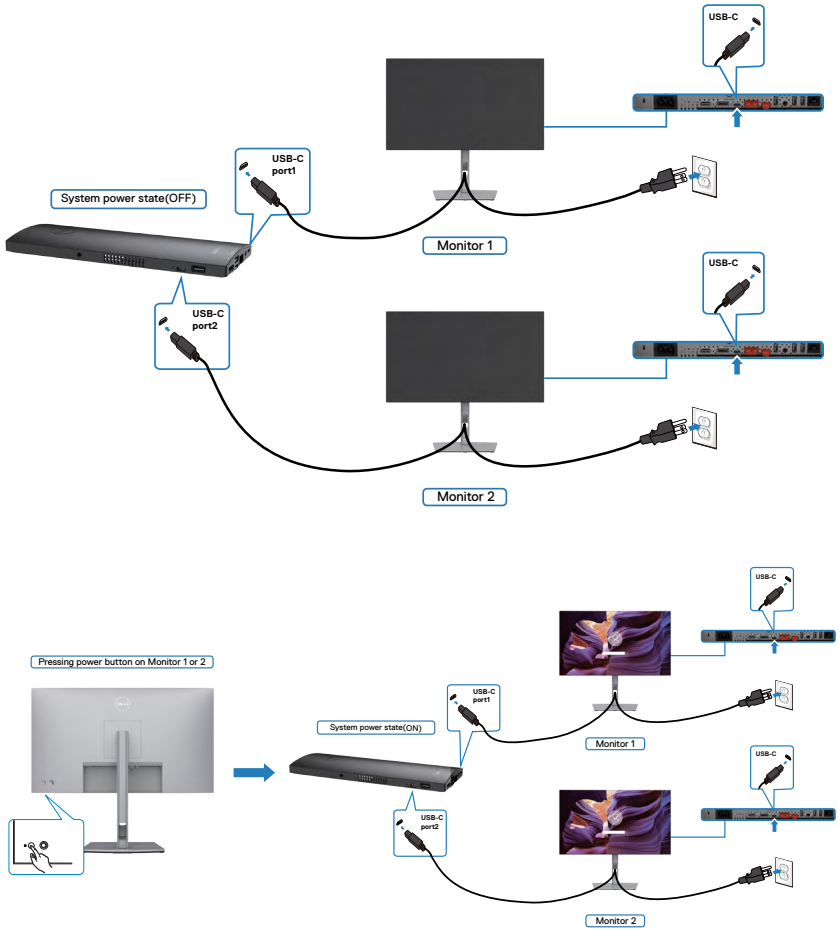 USB-C
USB-C
port1
System power state(OFF)
Monitor 1
USB-C
USB-C
port2
Monitor 2
USB-C
Pressing power button on Monitor 1 or 2
USB-C
port1
DELL
System power state(ON)
Monitor 1
USB-C
USB-C
port2
Monitor 2